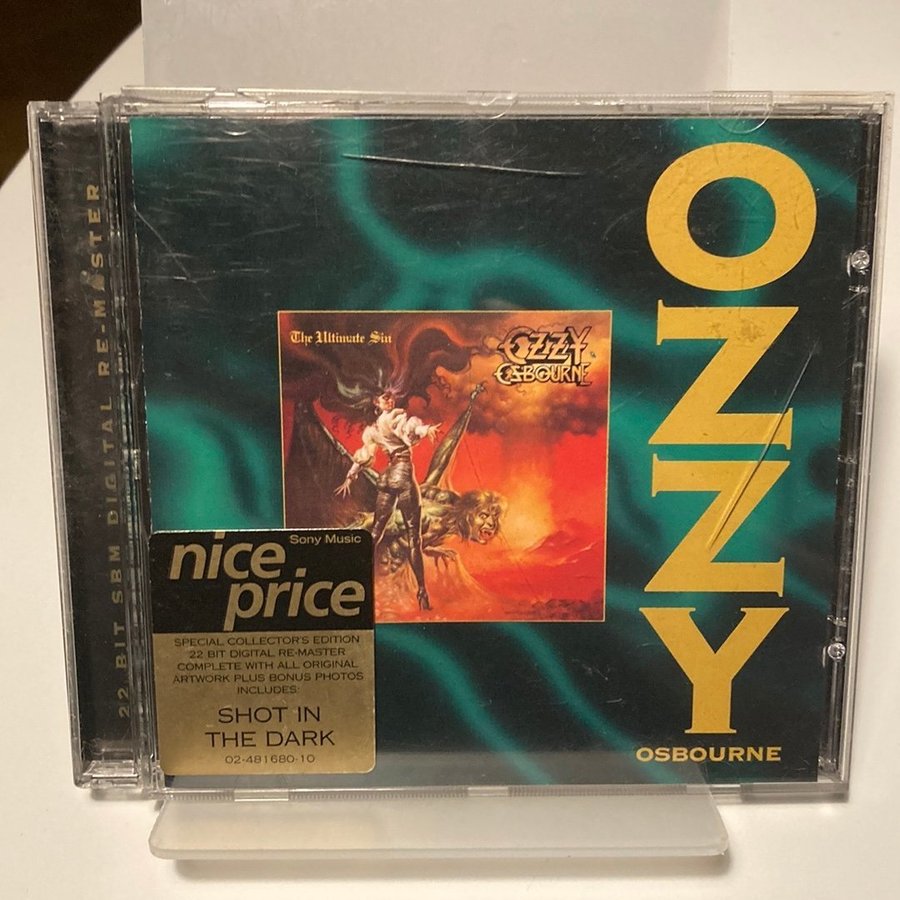 22 BIT SBM DIGITAL RE-MASTER
OZZY
OSBOURNE
The Ultimate Sin
OZZY
OSBOURNE
Sony Music
nice
price
SPECIAL COLLECTOR'S EDITION
22 BIT DIGITAL RE-MASTER
COMPLETE WITH ALL ORIGINAL
ARTWORK PLUS BONUS PHOTOS
INCLUDES:
SHOT IN
THE DARK
02-481680-10